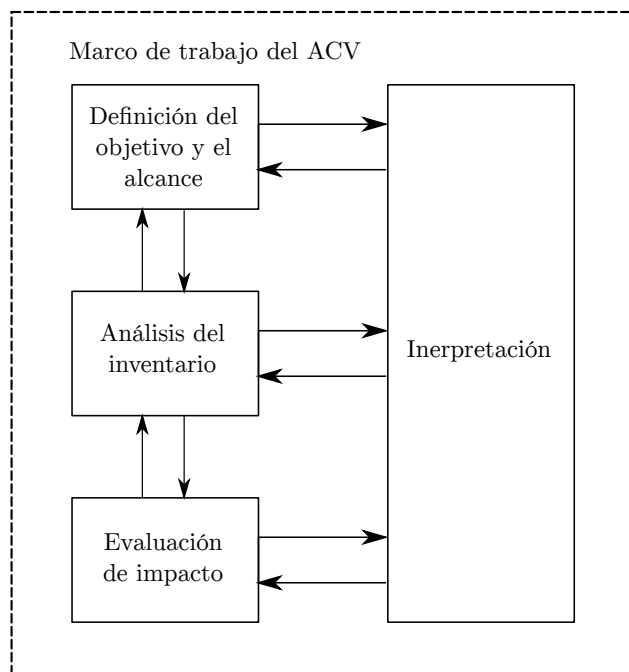 Marco de trabajo del ACV
Definición del
objetivo y el
alcance
Análisis del
inventario
Inerpretación
Evaluación
de impacto